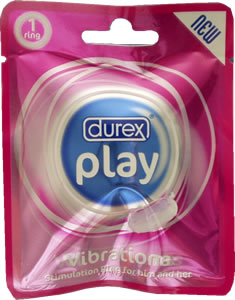 1
ring
NEW
durex
play
Vibrations
Stimulation Ring for him and her